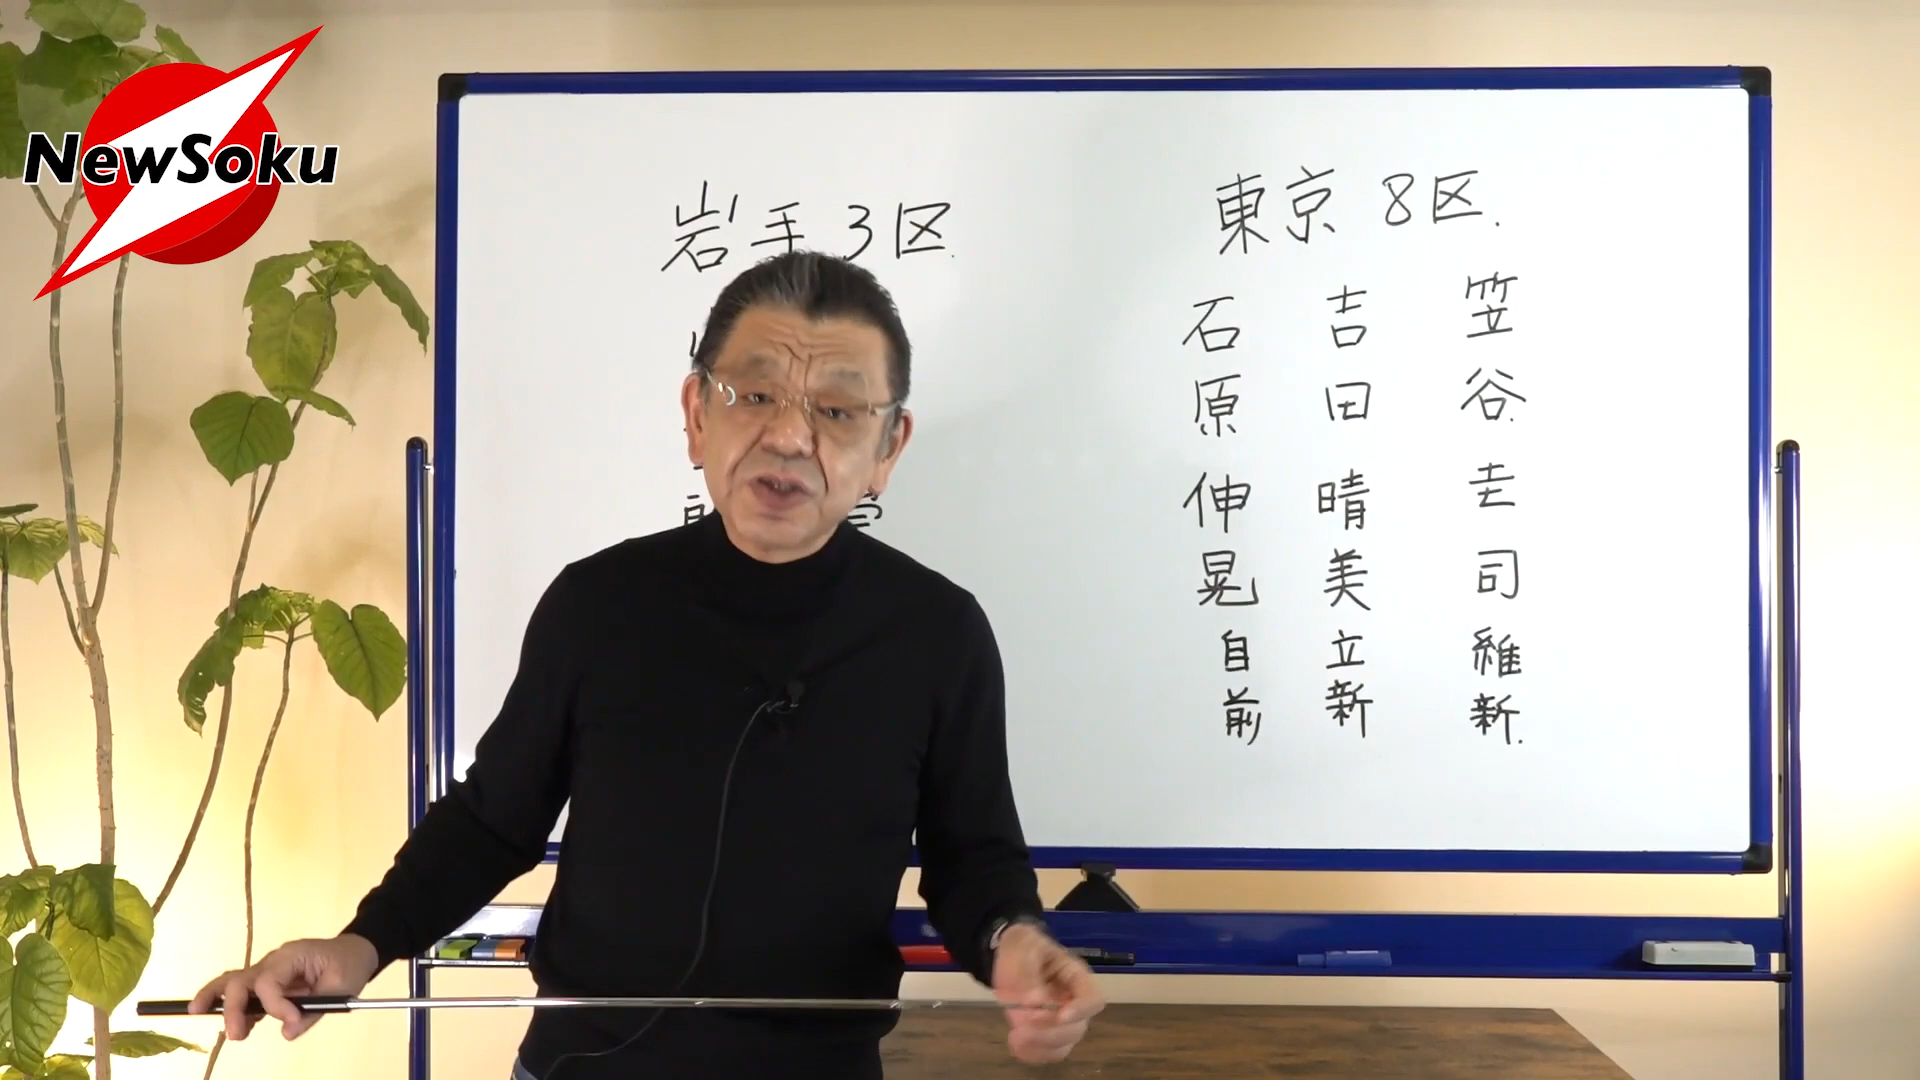 NewSoku
岩手3区.
東京8区.
石原伸晃自前
吉田晴美立新
笠谷圭司維新.